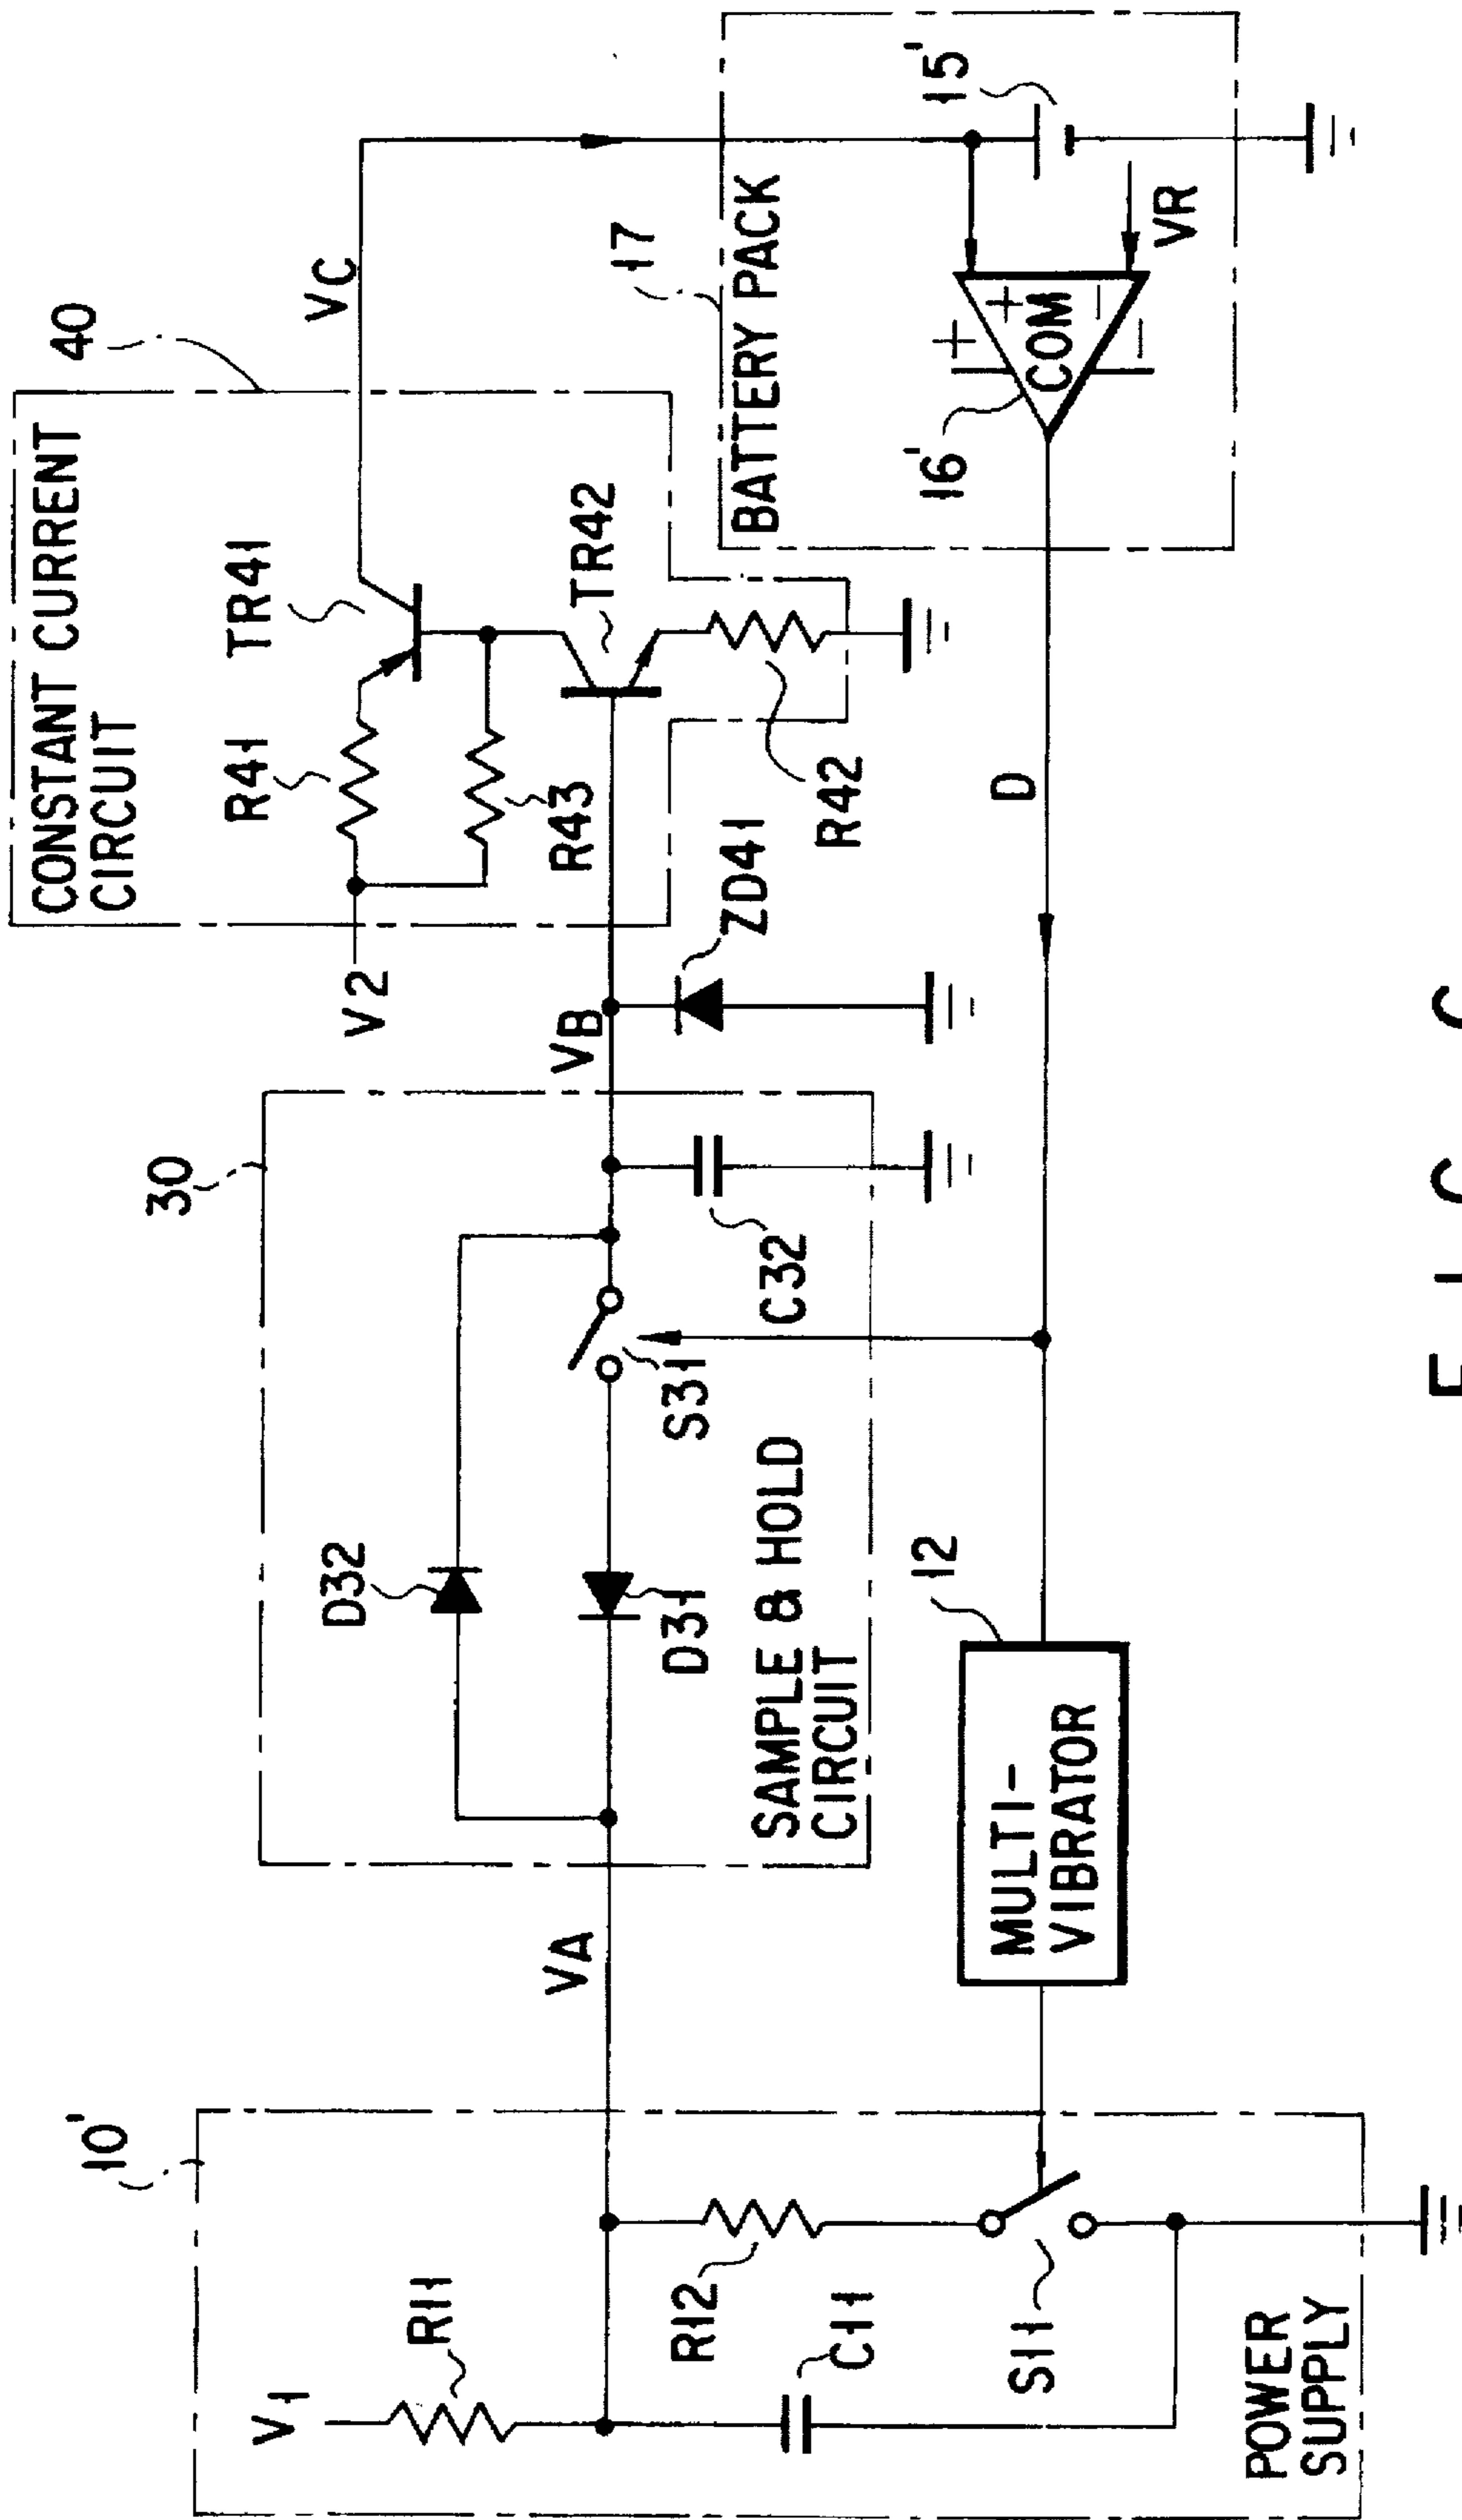 CONSTANT CURRENT
CIRCUIT
40
VC
TR41
R41
R43
TR42
R42
V2
VB
ZD41
17
BATTERY PACK
15'
16'
+
-
+
COM
-
VR
D
30
D32
D31
S31
C32
SAMPLE & HOLD
CIRCUIT
VA
12
MULTI-
VIBRATOR
10'
V1
R11
R12
C11
S11
POWER
SUPPLY